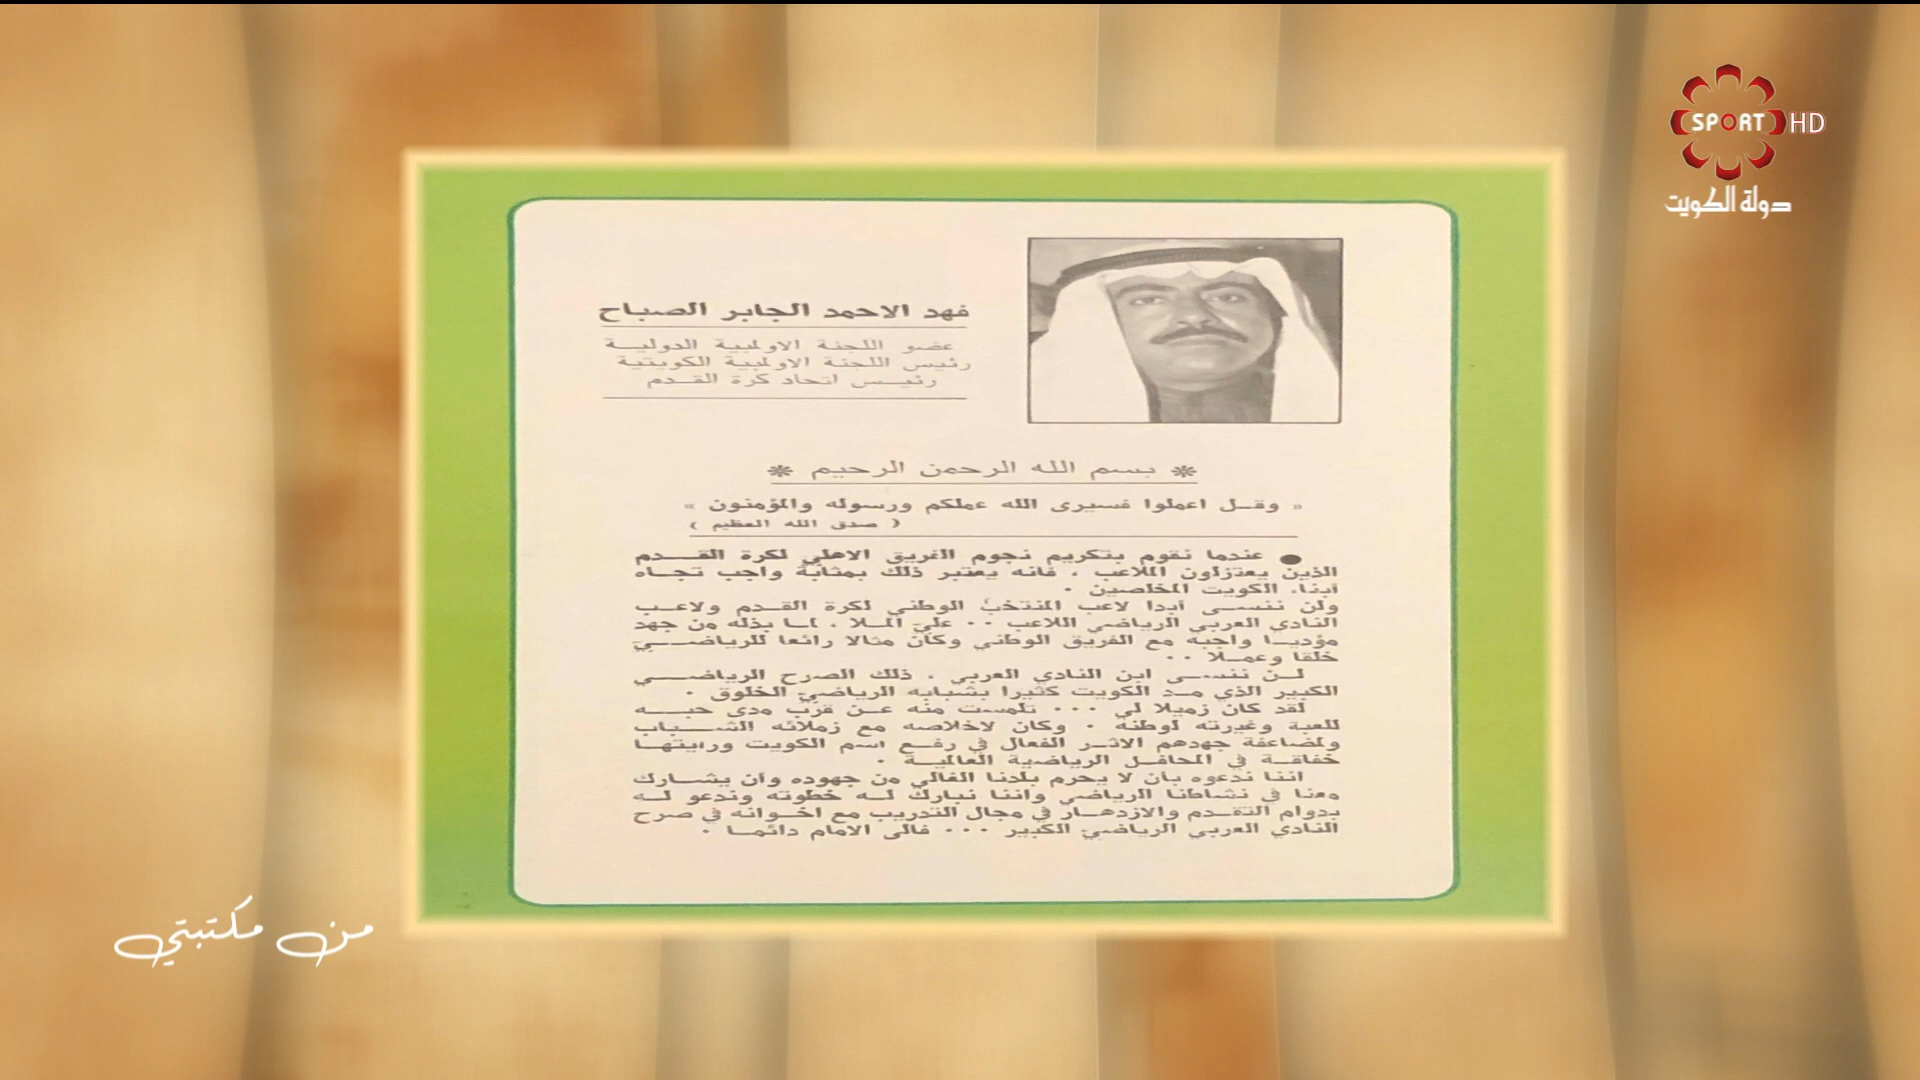 SPORT HD
دولة الكويت
فهد الاحمد الجابر الصباح
عضو اللجنة الاولمبية الدولية
رئيس اللجنة الاولمبية الكويتية
رئيس اتحاد كرة القدم
* بسم الله الرحمن الرحيم *
« وقل اعملوا فسيرى الله عملكم ورسوله والمؤمنون »
( صدق الله العظيم )
● عندما نقوم بتكريم نجوم الفريق الاهلي لكرة القدم
الذين يعتزلون الملاعب ، فانه يعتبر ذلك بمثابة واجب تجاه
أبناء الكويت المخلصين .
ولن ننسى أبدا لاعب المنتخب الوطني لكرة القدم ولاعب
النادي العربي الرياضي اللاعب .. علي الملا ، لما بذله من جهد
مؤديا واجبه مع الفريق الوطني وكان مثالا رائعا للرياضي
خلقا وعملا ..
لن ننسى ابن النادي العربي ، ذلك الصرح الرياضي
الكبير الذي مد الكويت كثيرا بشبابه الرياضي الخلوق .
لقد كان زميلا لي ... تلمست منه عن قرب مدى حبه
للعبة وغيرته لوطنه . وكان لاخلاصه مع زملائه الشباب
ولمضاعفة جهدهم الاثر الفعال في رفع اسم الكويت ورايتها
خفاقة في المحافل الرياضية العالمية .
اننا ندعوه بأن لا يحرم بلدنا الغالي من جهوده وأن يشارك
معنا في نشاطنا الرياضي واننا نبارك له خطوته وندعو له
بدوام التقدم والازدهار في مجال التدريب مع اخوانه في صرح
النادي العربي الرياضي الكبير ... فالى الامام دائما .
من مكتبتي